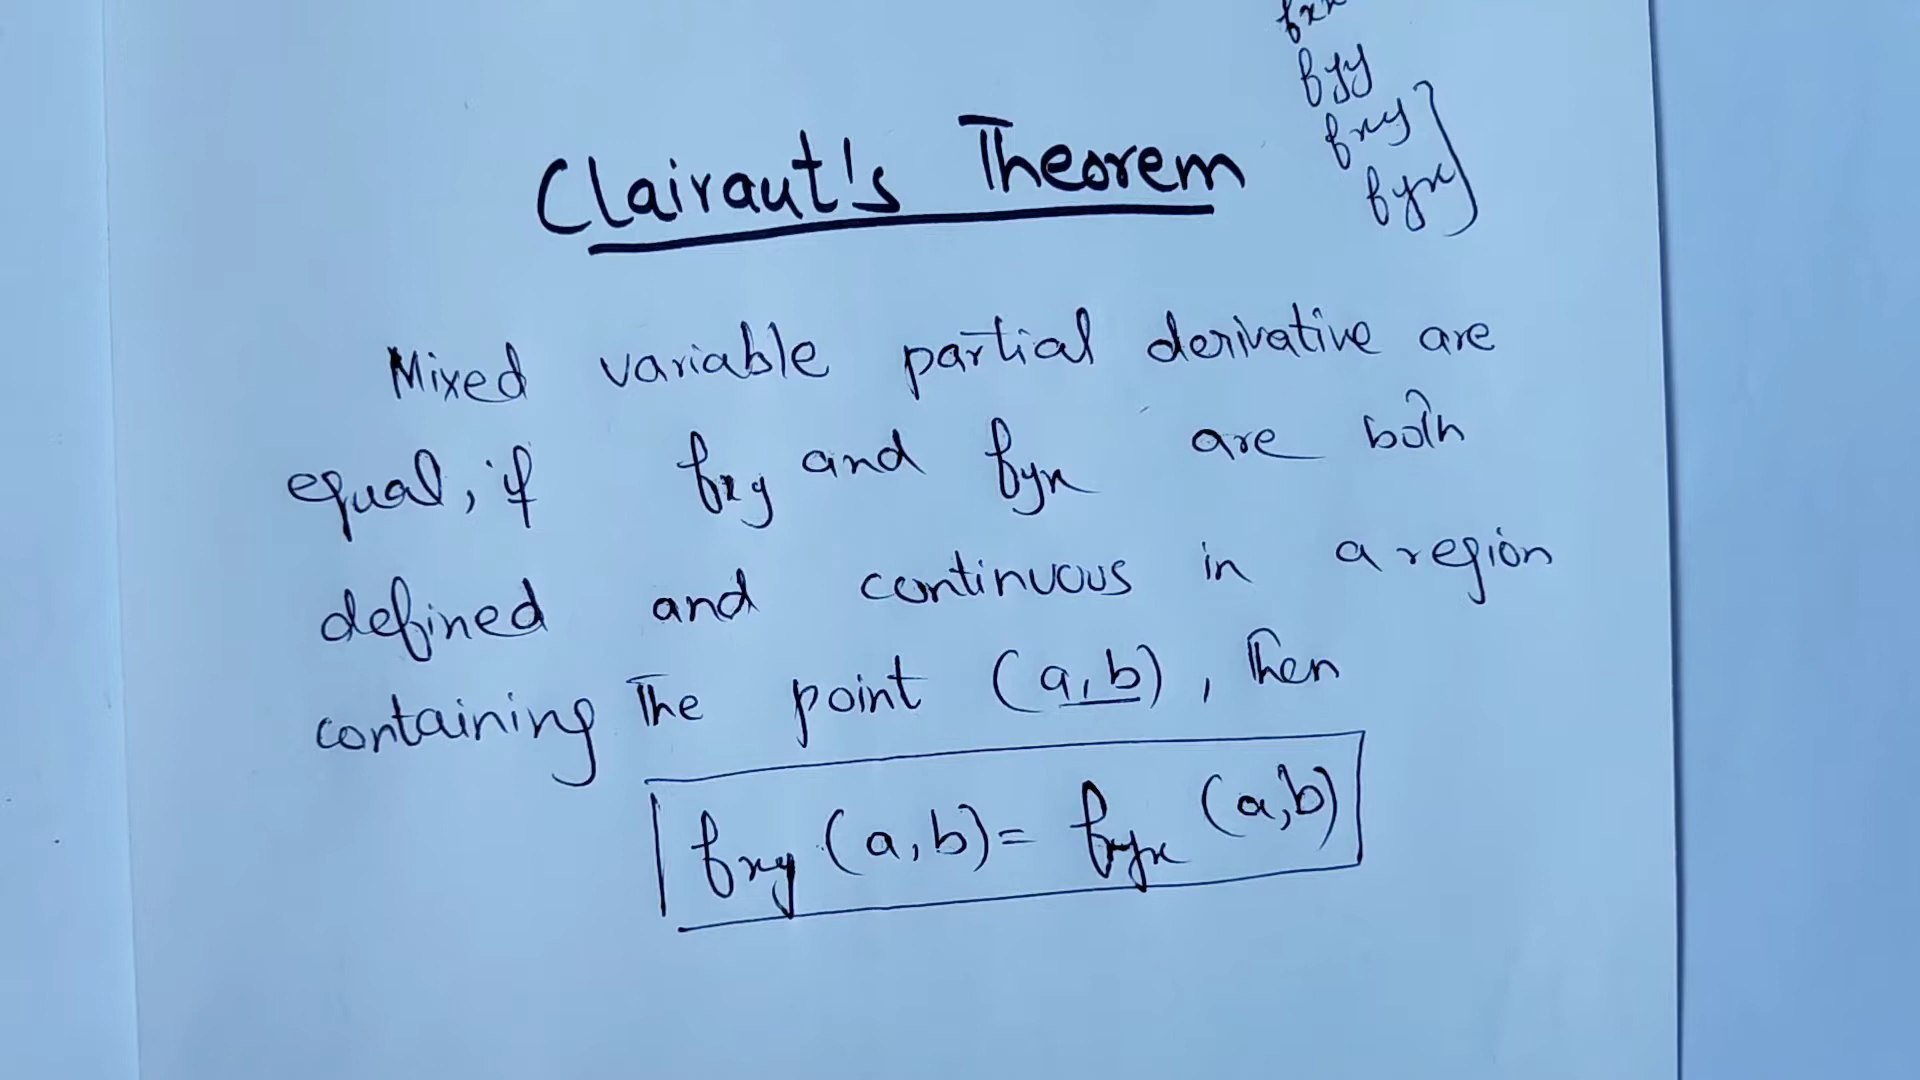 fxx
fyy
fxy
fyx
Clairaut's Theorem
Mixed variable partial derivative are
equal, if fxy and fyx are both
defined and continuous in a region
containing The point (a,b), Then
fxy (a,b) = fyx (a,b)